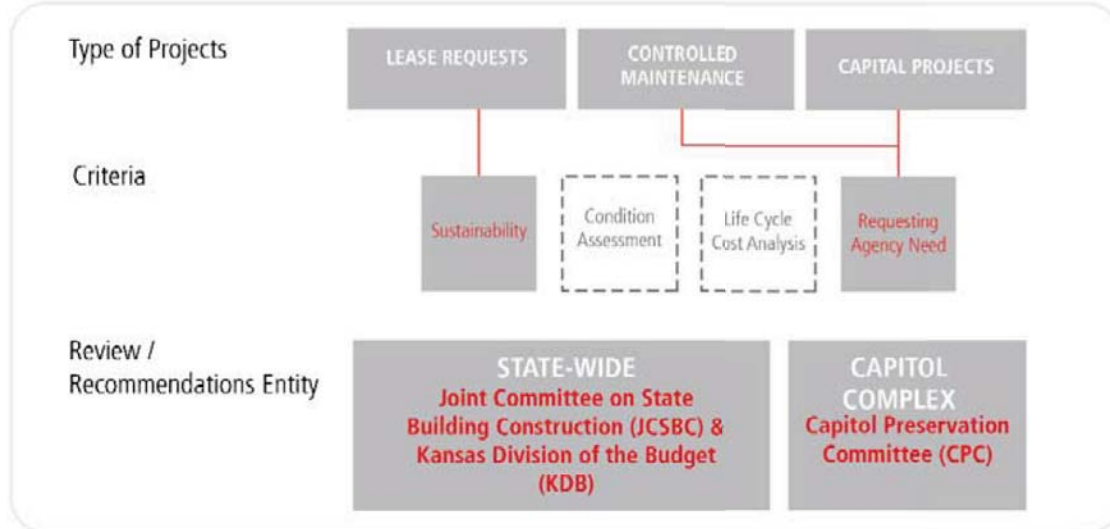 Type of Projects
LEASE REQUESTS
CONTROLLED
MAINTENANCE
CAPITAL PROJECTS
Criteria
Sustainability
Condition
Assessment
Life Cycle
Cost Analysis
Requesting
Agency Need
Review /
Recommendations Entity
STATE-WIDE
Joint Committee on State
Building Construction (JCSBC) &
Kansas Division of the Budget
(KDB)
CAPITOL
COMPLEX
Capitol Preservation
Committee (CPC)